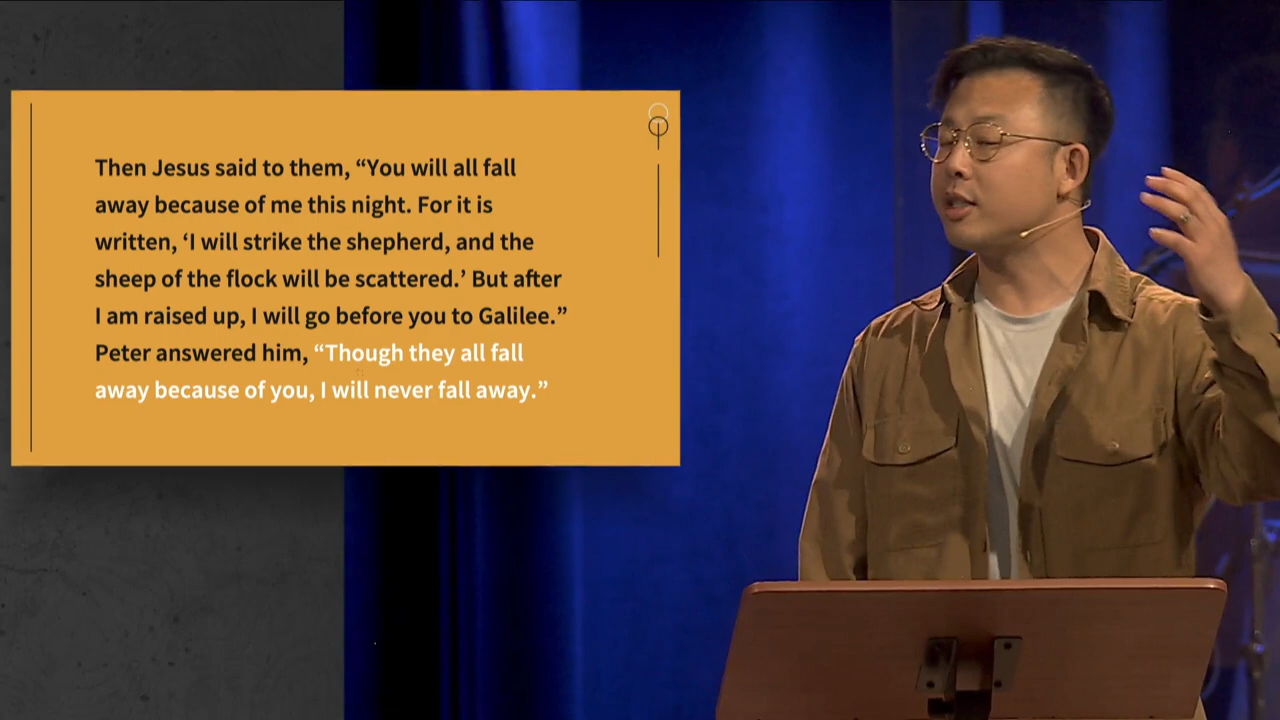 Then Jesus said to them, “You will all fall
away because of me this night. For it is
written, ‘I will strike the shepherd, and the
sheep of the flock will be scattered.’ But after
I am raised up, I will go before you to Galilee.”
Peter answered him, “Though they all fall
away because of you, I will never fall away.”